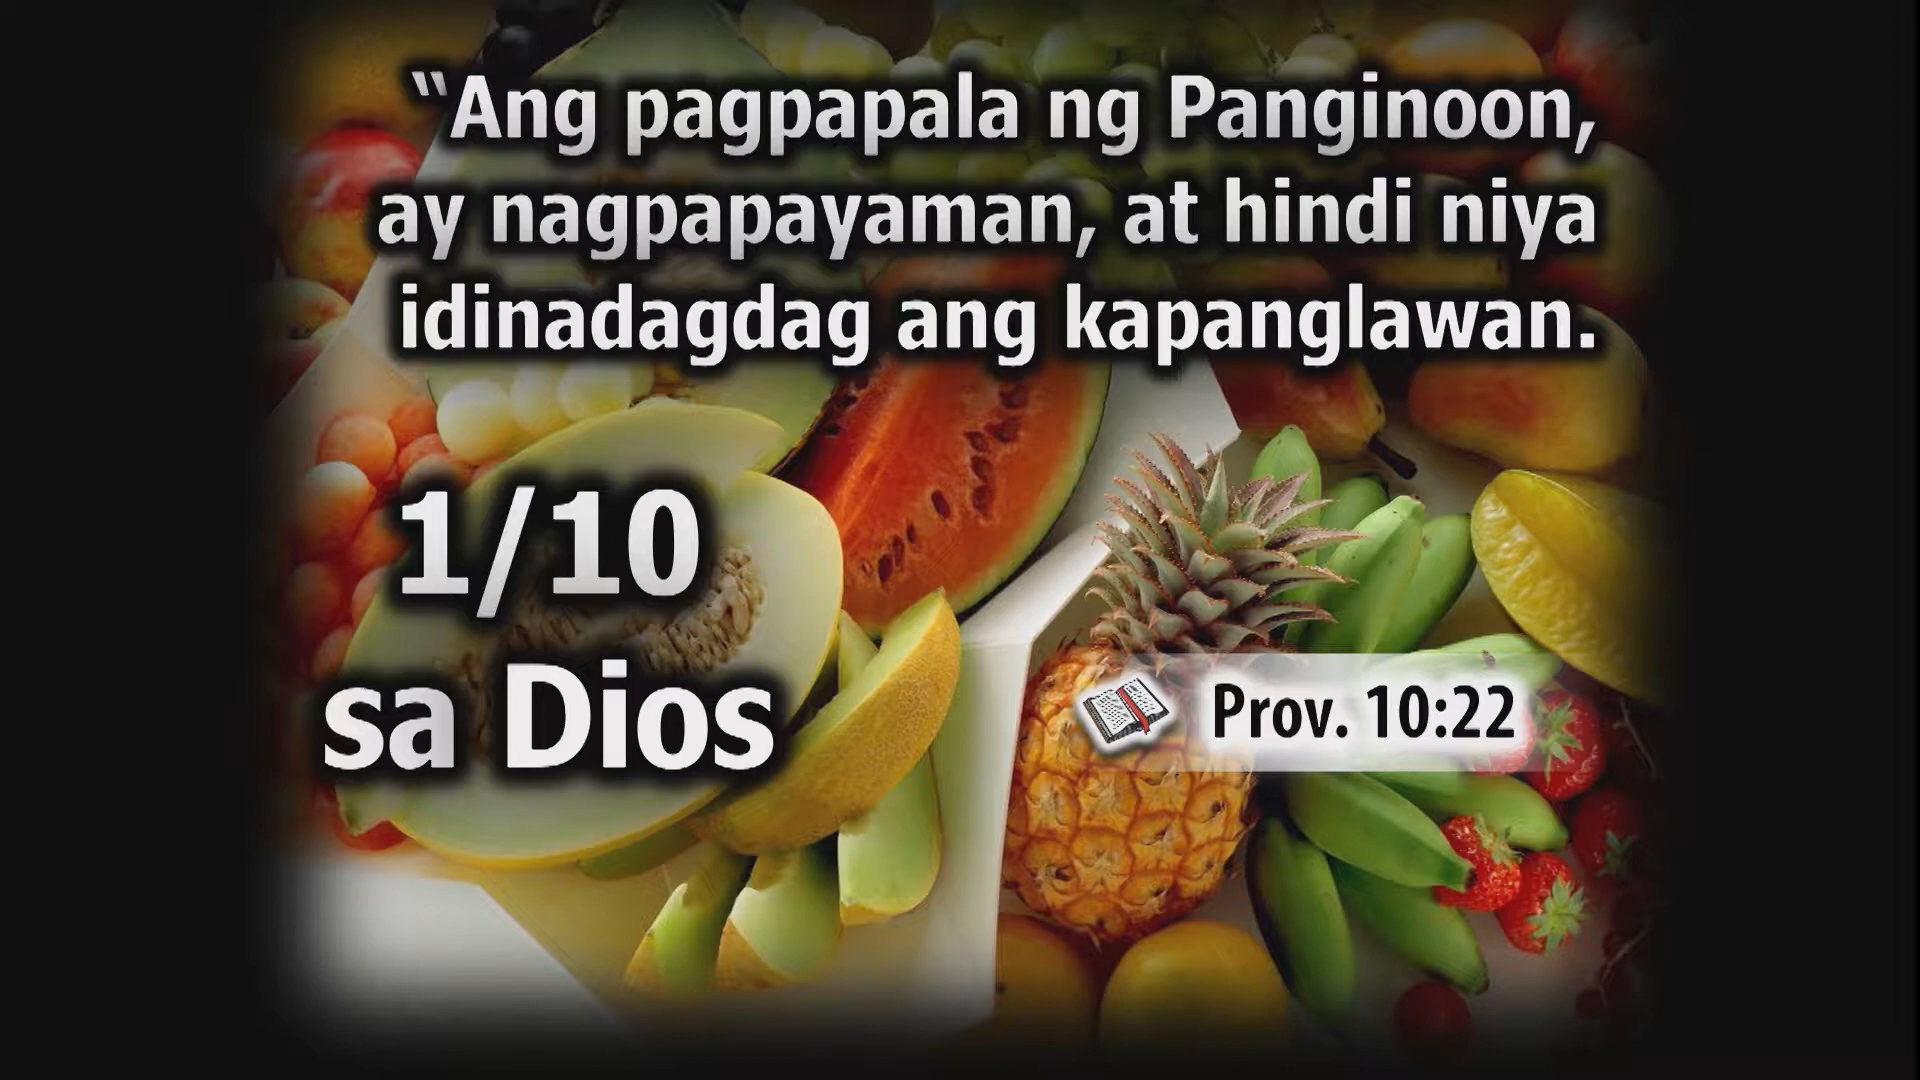 “Ang pagpapala ng Panginoon,
ay nagpapayaman, at hindi niya
idinadagdag ang kapanglawan.
1/10
sa Dios
Prov. 10:22